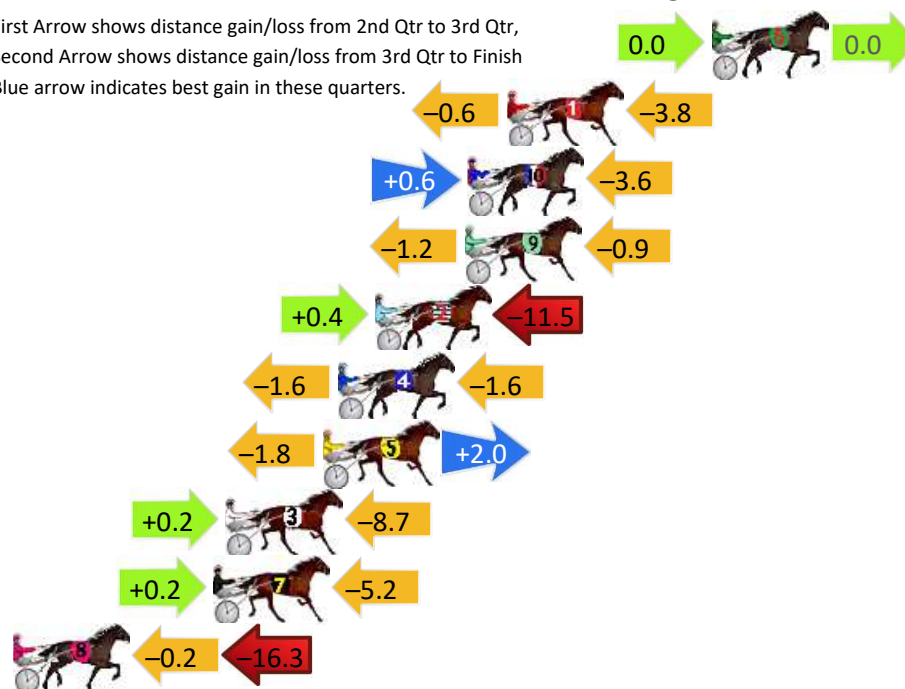 irst Arrow shows distance gain/loss from 2nd Qtr to 3rd Qtr,
econd Arrow shows distance gain/loss from 3rd Qtr to Finish
lue arrow indicates best gain in these quarters.
0.0 6 0.0
–0.6 1 –3.8
+0.6 10 –3.6
–1.2 9 –0.9
+0.4 2 –11.5
–1.6 4 –1.6
–1.8 5 +2.0
+0.2 3 –8.7
+0.2 7 –5.2
8 –0.2 –16.3